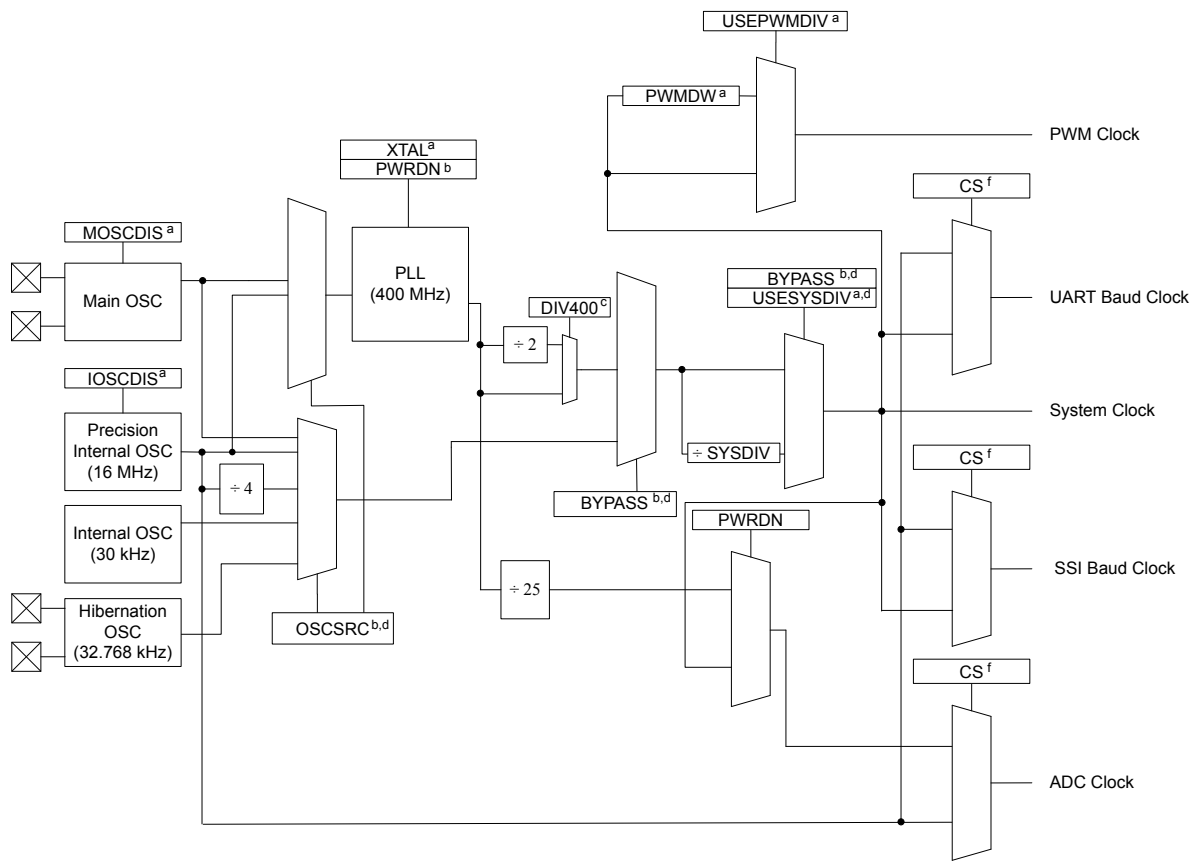 USEPWMDIV a
PWMDW a
PWM Clock
XTAL a
PWRDN b
CS f
MOSCDIS a
Main OSC
PLL
(400 MHz)
BYPASS b,d
USESYSDIV a,d
UART Baud Clock
DIV400 c
÷ 2
IOSCDIS a
Precision
Internal OSC
(16 MHz)
System Clock
÷ SYSDIV
÷ 4
CS f
BYPASS b,d
Internal OSC
(30 kHz)
PWRDN
SSI Baud Clock
÷ 25
Hibernation
OSC
(32.768 kHz)
OSCSRC b,d
CS f
ADC Clock